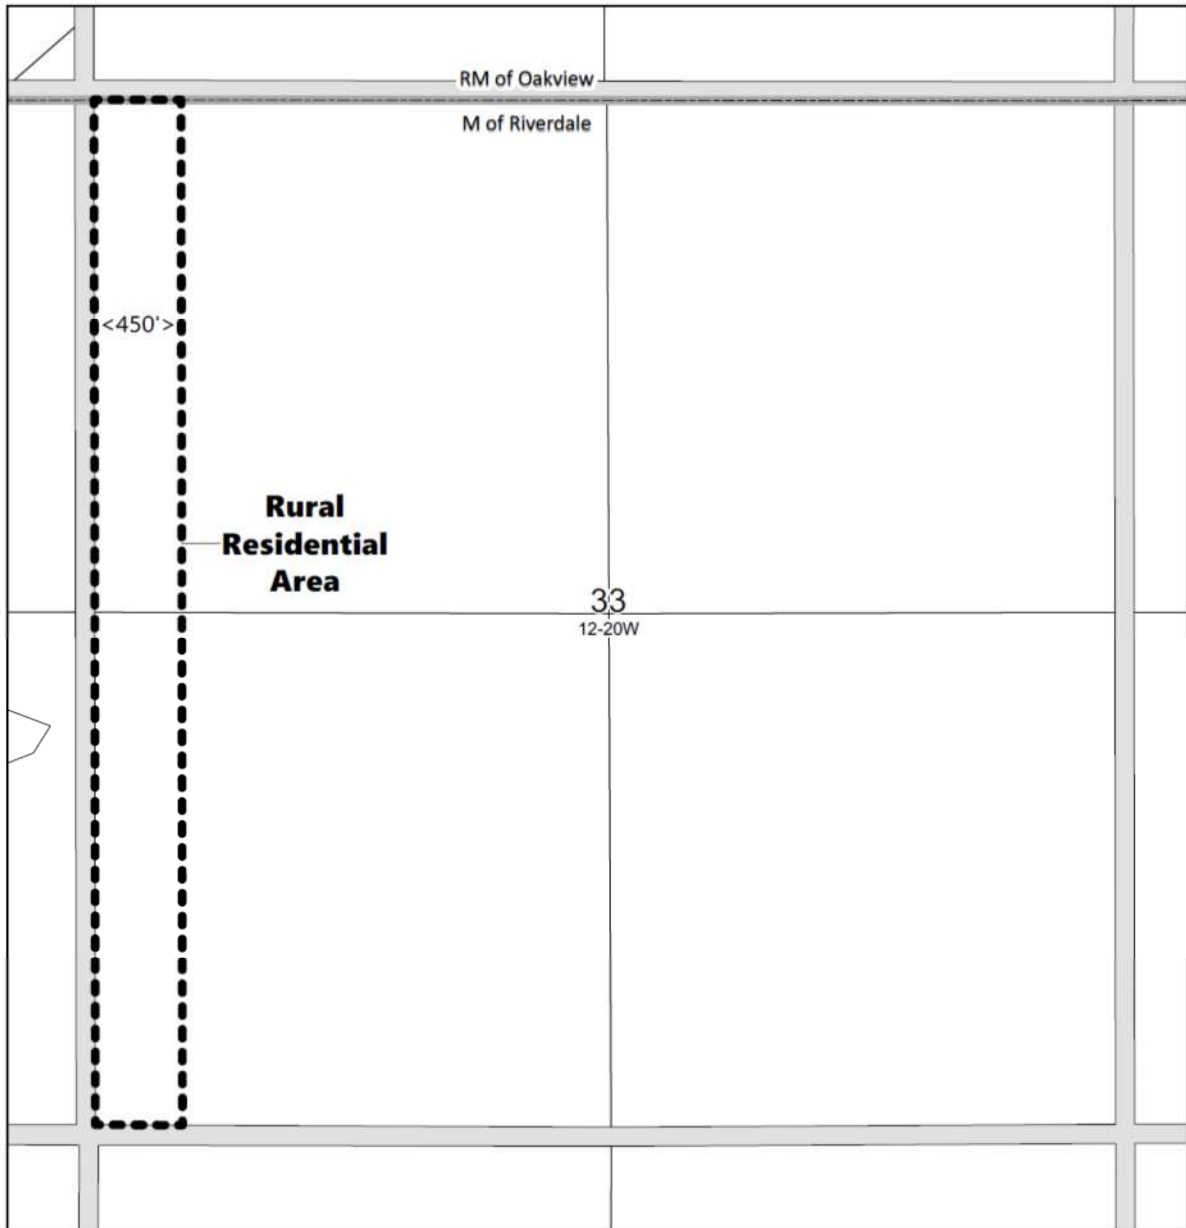 RM of Oakview
M of Riverdale
<450'>
Rural
Residential
Area
33
12-20W